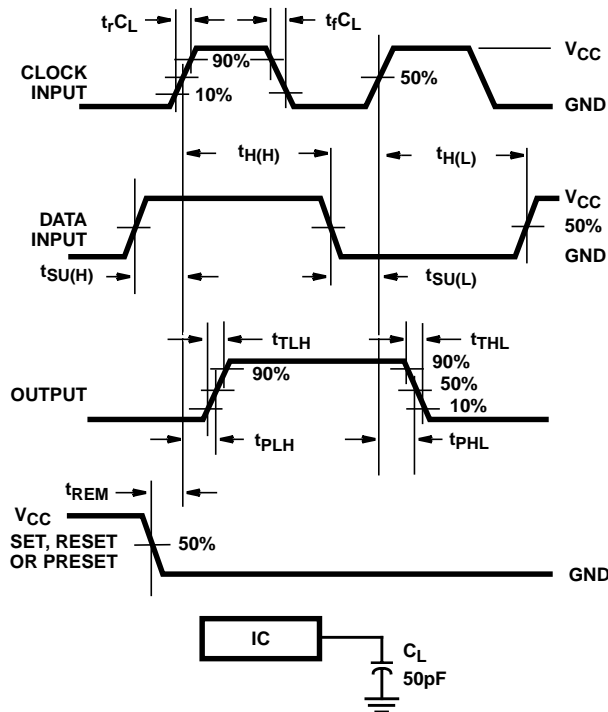 trCL
tfCL
CLOCK
INPUT
90%
10%
50%
VCC
GND
tH(H)
tH(L)
DATA
INPUT
VCC
50%
GND
tSU(H)
tSU(L)
tTLH
tTHL
OUTPUT
90%
90%
50%
10%
tPLH
tPHL
tREM
VCC
SET, RESET
OR PRESET
50%
GND
IC
CL
50pF